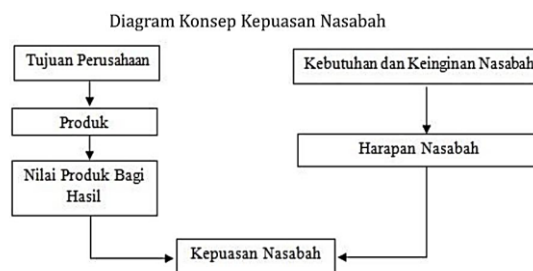 Diagram Konsep Kepuasan Nasabah
Tujuan Perusahaan
Produk
Nilai Produk Bagi
Hasil
Kebutuhan dan Keinginan Nasabah
Harapan Nasabah
Kepuasan Nasabah